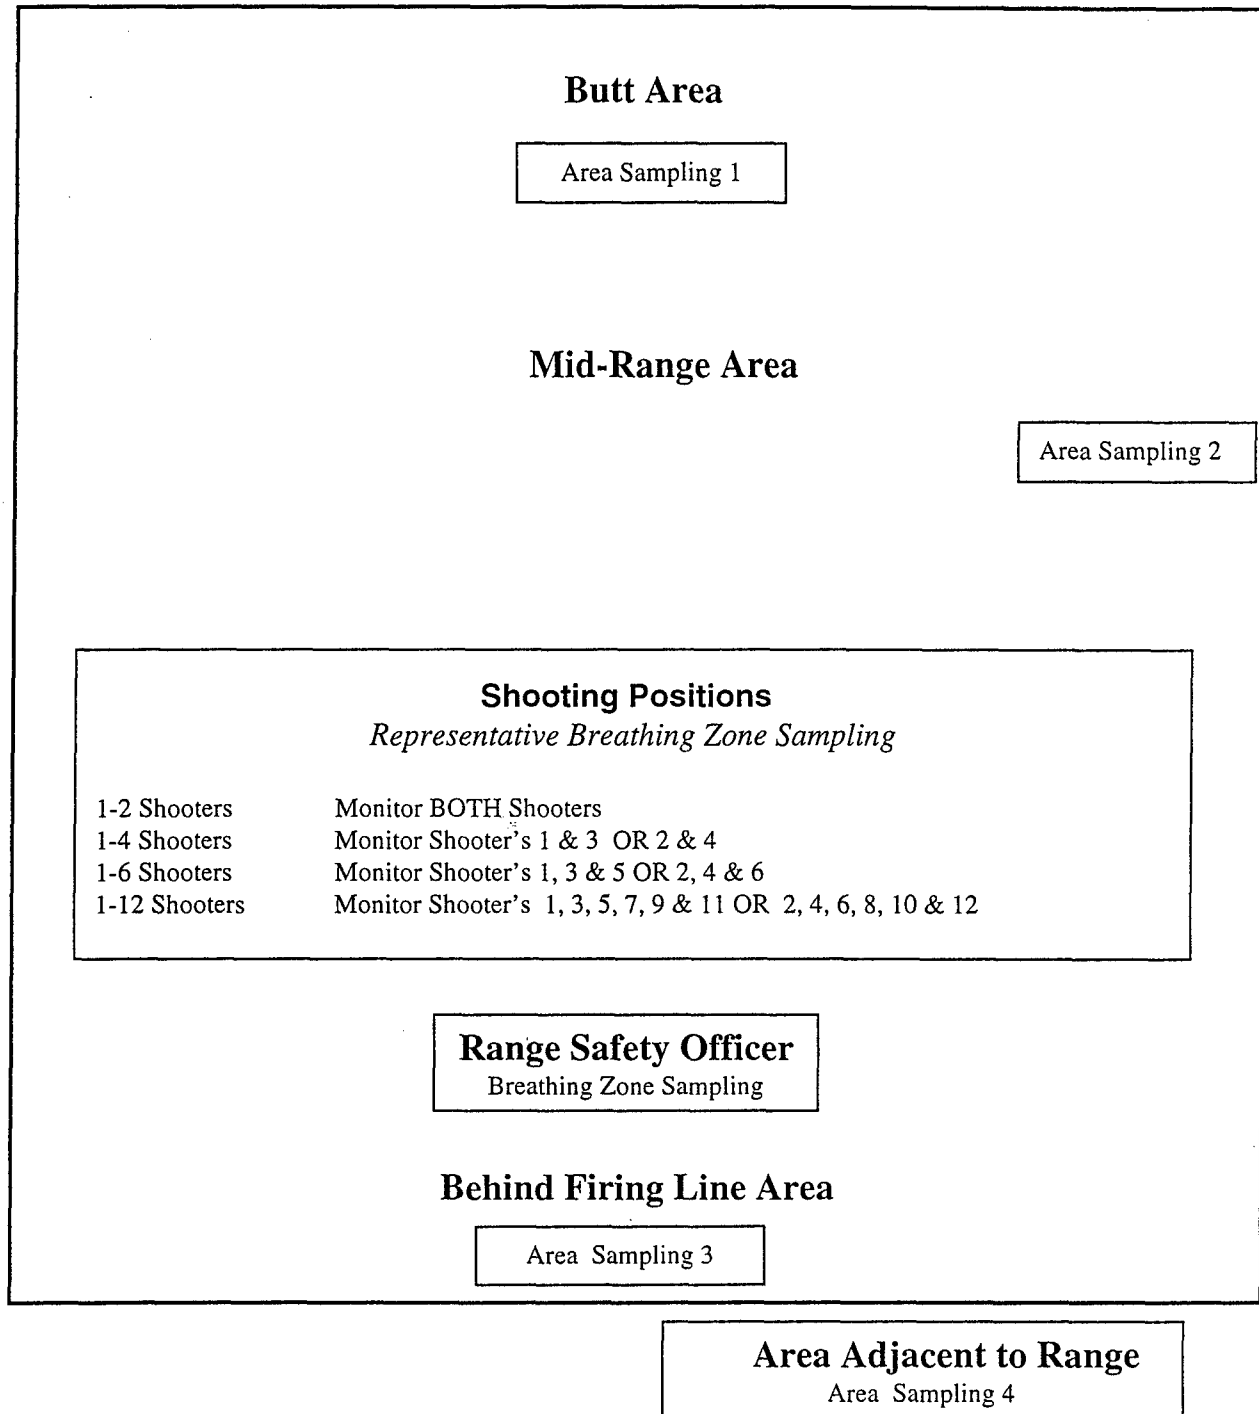 Butt Area
Area Sampling 1
Mid-Range Area
Area Sampling 2
Shooting Positions
Representative Breathing Zone Sampling
1-2 Shooters Monitor BOTH Shooters
1-4 Shooters Monitor Shooter's 1 & 3 OR 2 & 4
1-6 Shooters Monitor Shooter's 1, 3 & 5 OR 2, 4 & 6
1-12 Shooters Monitor Shooter's 1, 3, 5, 7, 9 & 11 OR 2, 4, 6, 8, 10 & 12
Range Safety Officer
Breathing Zone Sampling
Behind Firing Line Area
Area Sampling 3
Area Adjacent to Range
Area Sampling 4